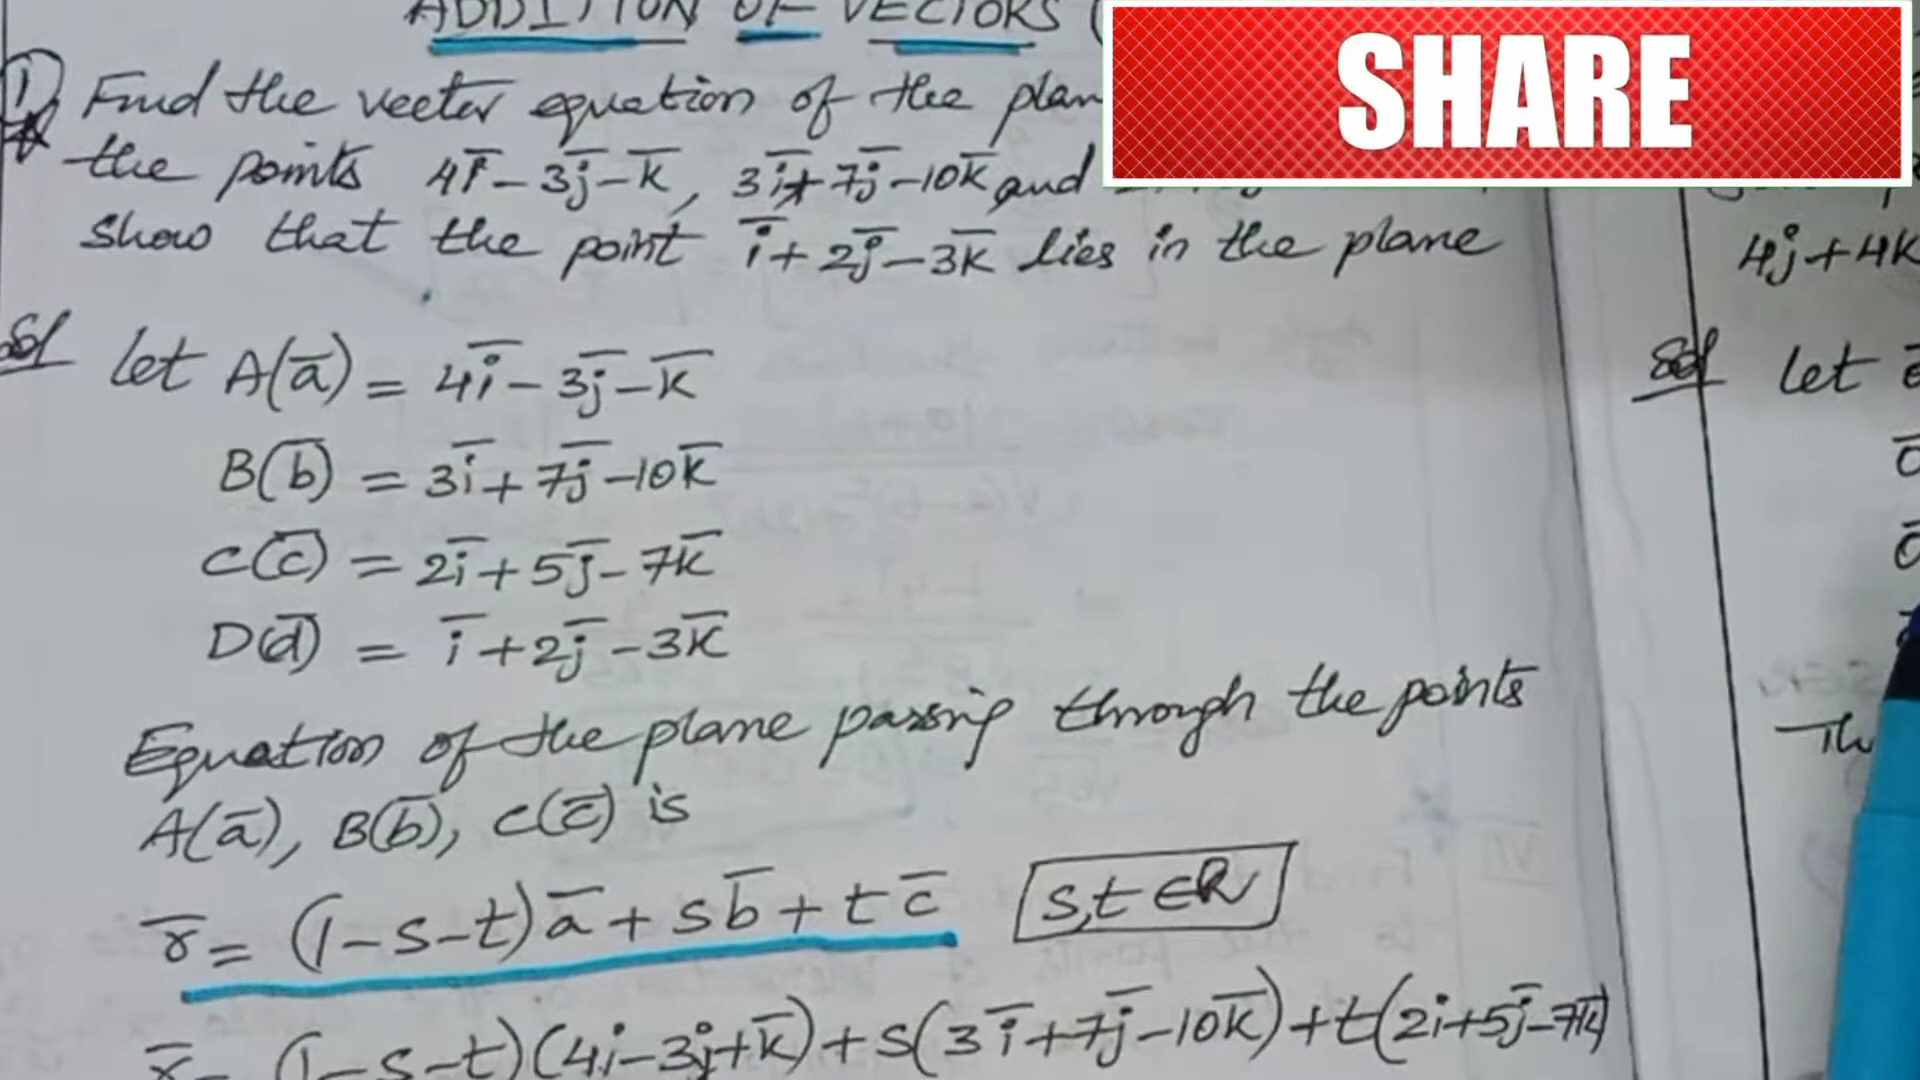 ADDITION OF VECTORS (
SHARE
1 Find the vector equation of the plan
the points 4i̅ - 3j̅ - k̅, 3i̅ + 7j̅ - 10k̅ and
show that the point i̅ + 2j̅ - 3k̅ lies in the plane
Sol let A(a̅) = 4i̅ - 3j̅ - k̅
B(b̅) = 3i̅ + 7j̅ - 10k̅
C(c̅) = 2i̅ + 5j̅ - 7k̅
D(d̅) = i̅ + 2j̅ - 3k̅
Equation of the plane passing through the points
A(a̅), B(b̅), C(c̅) is
r̅ = (1-s-t)a̅ + sb̅ + tc̅ s,t ∈ R
r̅ = (1-s-t)(4i - 3j + k̅) + s(3i̅ + 7j̅ - 10k̅) + t(2i + 5j̅ - 7k̅)
4j + 4k
Sol let
Th